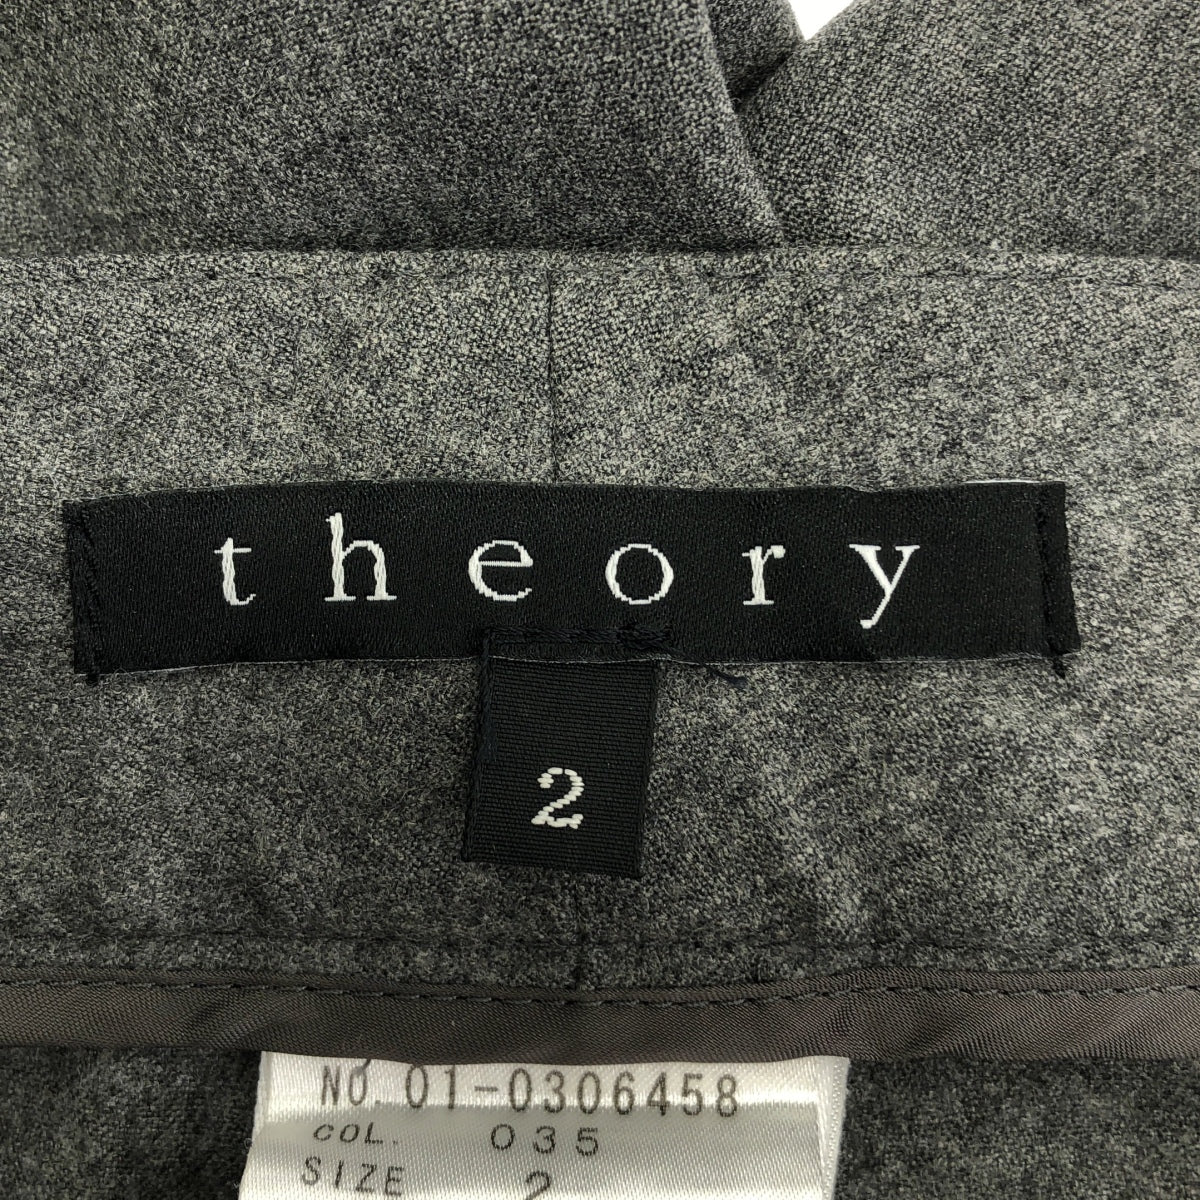 theory
2
NO. 01-0306458
COL. 035
SIZE 2